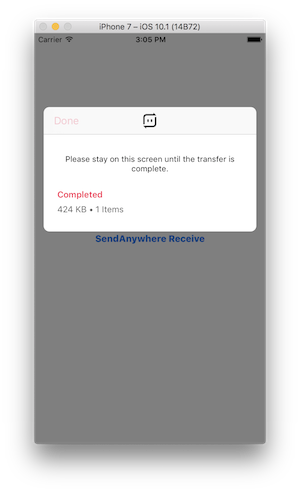 iPhone 7 – iOS 10.1 (14B72)
Carrier 3:05 PM
Done
Please stay on this screen until the transfer is
complete.
Completed
424 KB • 1 Items
SendAnywhere Receive